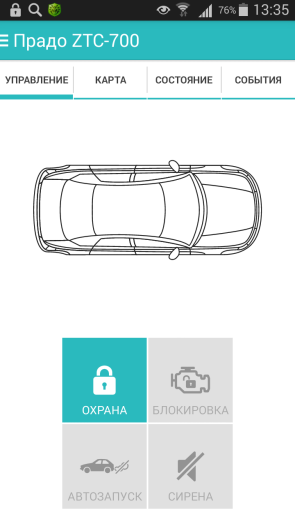 76% 13:35
Прадо ZTC-700
УПРАВЛЕНИЕ КАРТА СОСТОЯНИЕ СОБЫТИЯ
ОХРАНА БЛОКИРОВКА
АВТОЗАПУСК СИРЕНА